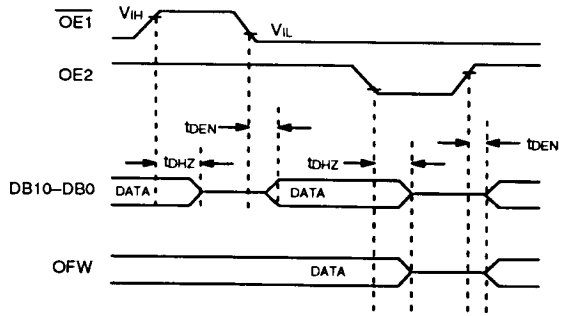 OE1 VIH VIL
OE2
tDEN
tDHZ tDHZ tDEN
DB10–DB0 DATA DATA
OFW DATA